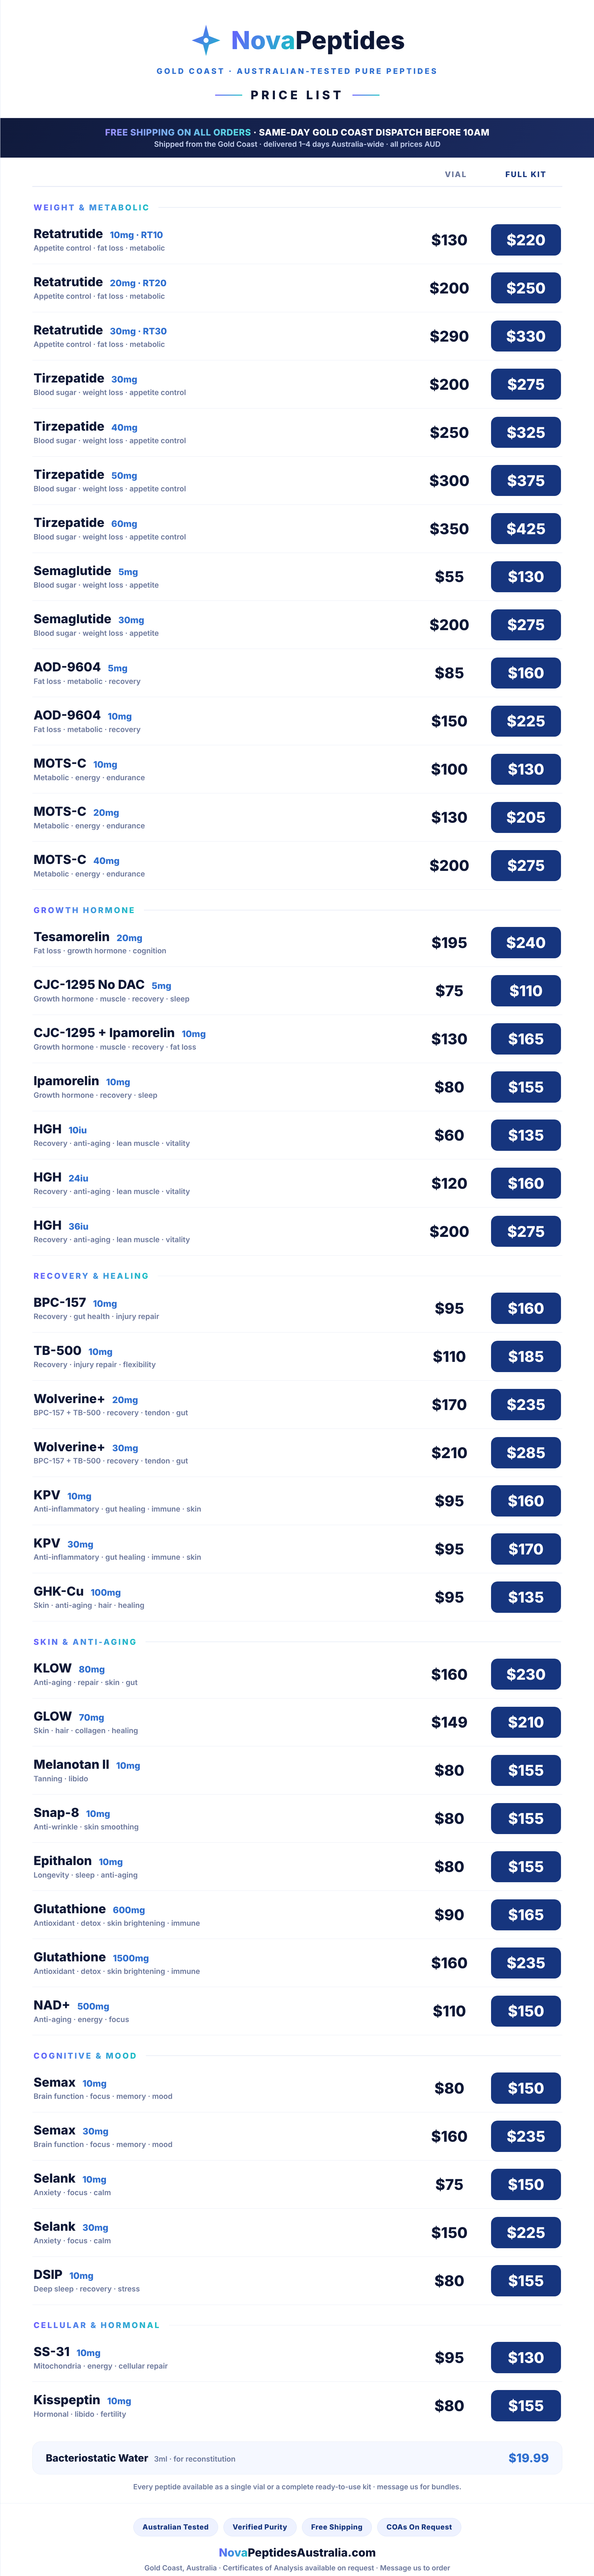 NovaPeptides
GOLD COAST · AUSTRALIAN-TESTED PURE PEPTIDES
PRICE LIST
FREE SHIPPING ON ALL ORDERS · SAME-DAY GOLD COAST DISPATCH BEFORE 10AM
Shipped from the Gold Coast · delivered 1–4 days Australia-wide · all prices AUD
VIAL FULL KIT
WEIGHT & METABOLIC
Retatrutide 10mg · RT10 $130 $220
Appetite control · fat loss · metabolic
Retatrutide 20mg · RT20 $200 $250
Appetite control · fat loss · metabolic
Retatrutide 30mg · RT30 $290 $330
Appetite control · fat loss · metabolic
Tirzepatide 30mg $200 $275
Blood sugar · weight loss · appetite control
Tirzepatide 40mg $250 $325
Blood sugar · weight loss · appetite control
Tirzepatide 50mg $300 $375
Blood sugar · weight loss · appetite control
Tirzepatide 60mg $350 $425
Blood sugar · weight loss · appetite control
Semaglutide 5mg $55 $130
Blood sugar · weight loss · appetite
Semaglutide 30mg $200 $275
Blood sugar · weight loss · appetite
AOD-9604 5mg $85 $160
Fat loss · metabolic · recovery
AOD-9604 10mg $150 $225
Fat loss · metabolic · recovery
MOTS-C 10mg $100 $130
Metabolic · energy · endurance
MOTS-C 20mg $130 $205
Metabolic · energy · endurance
MOTS-C 40mg $200 $275
Metabolic · energy · endurance
GROWTH HORMONE
Tesamorelin 20mg $195 $240
Fat loss · growth hormone · cognition
CJC-1295 No DAC 5mg $75 $110
Growth hormone · muscle · recovery · sleep
CJC-1295 + Ipamorelin 10mg $130 $165
Growth hormone · muscle · recovery · fat loss
Ipamorelin 10mg $80 $155
Growth hormone · recovery · sleep
HGH 10iu $60 $135
Recovery · anti-aging · lean muscle · vitality
HGH 24iu $120 $160
Recovery · anti-aging · lean muscle · vitality
HGH 36iu $200 $275
Recovery · anti-aging · lean muscle · vitality
RECOVERY & HEALING
BPC-157 10mg $95 $160
Recovery · gut health · injury repair
TB-500 10mg $110 $185
Recovery · injury repair · flexibility
Wolverine+ 20mg $170 $235
BPC-157 + TB-500 · recovery · tendon · gut
Wolverine+ 30mg $210 $285
BPC-157 + TB-500 · recovery · tendon · gut
KPV 10mg $95 $160
Anti-inflammatory · gut healing · immune · skin
KPV 30mg $95 $170
Anti-inflammatory · gut healing · immune · skin
GHK-Cu 100mg $95 $135
Skin · anti-aging · hair · healing
SKIN & ANTI-AGING
KLOW 80mg $160 $230
Anti-aging · repair · skin · gut
GLOW 70mg $149 $210
Skin · hair · collagen · healing
Melanotan II 10mg $80 $155
Tanning · libido
Snap-8 10mg $80 $155
Anti-wrinkle · skin smoothing
Epithalon 10mg $80 $155
Longevity · sleep · anti-aging
Glutathione 600mg $90 $165
Antioxidant · detox · skin brightening · immune
Glutathione 1500mg $160 $235
Antioxidant · detox · skin brightening · immune
NAD+ 500mg $110 $150
Anti-aging · energy · focus
COGNITIVE & MOOD
Semax 10mg $80 $150
Brain function · focus · memory · mood
Semax 30mg $160 $235
Brain function · focus · memory · mood
Selank 10mg $75 $150
Anxiety · focus · calm
Selank 30mg $150 $225
Anxiety · focus · calm
DSIP 10mg $80 $155
Deep sleep · recovery · stress
CELLULAR & HORMONAL
SS-31 10mg $95 $130
Mitochondria · energy · cellular repair
Kisspeptin 10mg $80 $155
Hormonal · libido · fertility
Bacteriostatic Water 3ml · for reconstitution $19.99
Every peptide available as a single vial or a complete ready-to-use kit · message us for bundles.
Australian Tested Verified Purity Free Shipping COAs On Request
NovaPeptidesAustralia.com
Gold Coast, Australia · Certificates of Analysis available on request · Message us to order